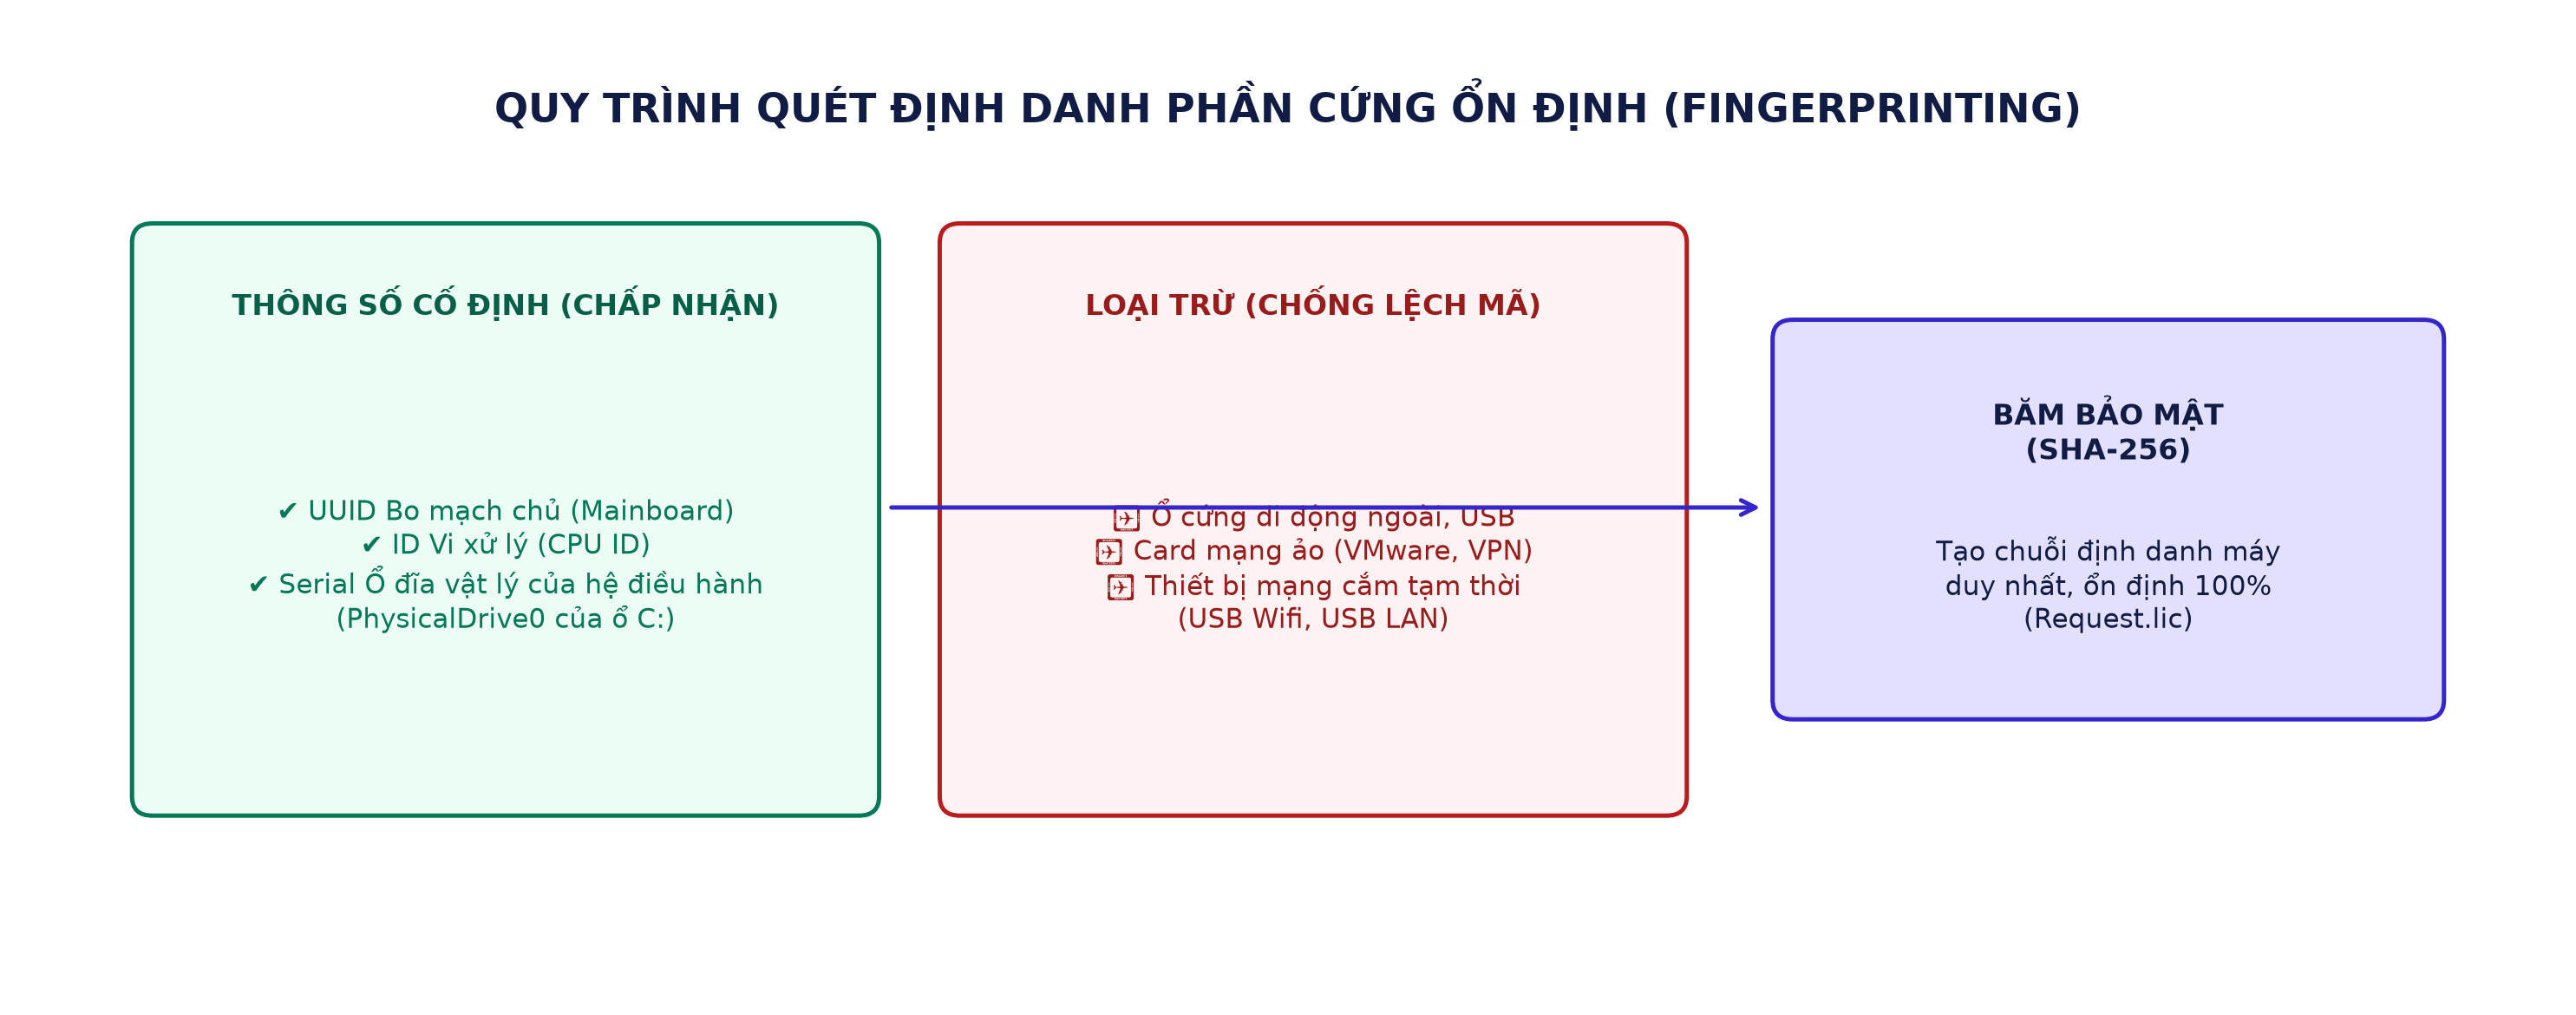 QUY TRÌNH QUÉT ĐỊNH DANH PHẦN CỨNG ỔN ĐỊNH (FINGERPRINTING)
THÔNG SỐ CỐ ĐỊNH (CHẤP NHẬN)
✔ UUID Bo mạch chủ (Mainboard)
✔ ID Vi xử lý (CPU ID)
✔ Serial Ổ đĩa vật lý của hệ điều hành
(PhysicalDrive0 của ổ C:)
LOẠI TRỪ (CHỐNG LỆCH MÃ)
Ổ cứng di động ngoài, USB
Card mạng ảo (VMware, VPN)
Thiết bị mạng cắm tạm thời
(USB Wifi, USB LAN)
BĂM BẢO MẬT
(SHA-256)
Tạo chuỗi định danh máy
duy nhất, ổn định 100%
(Request.lic)